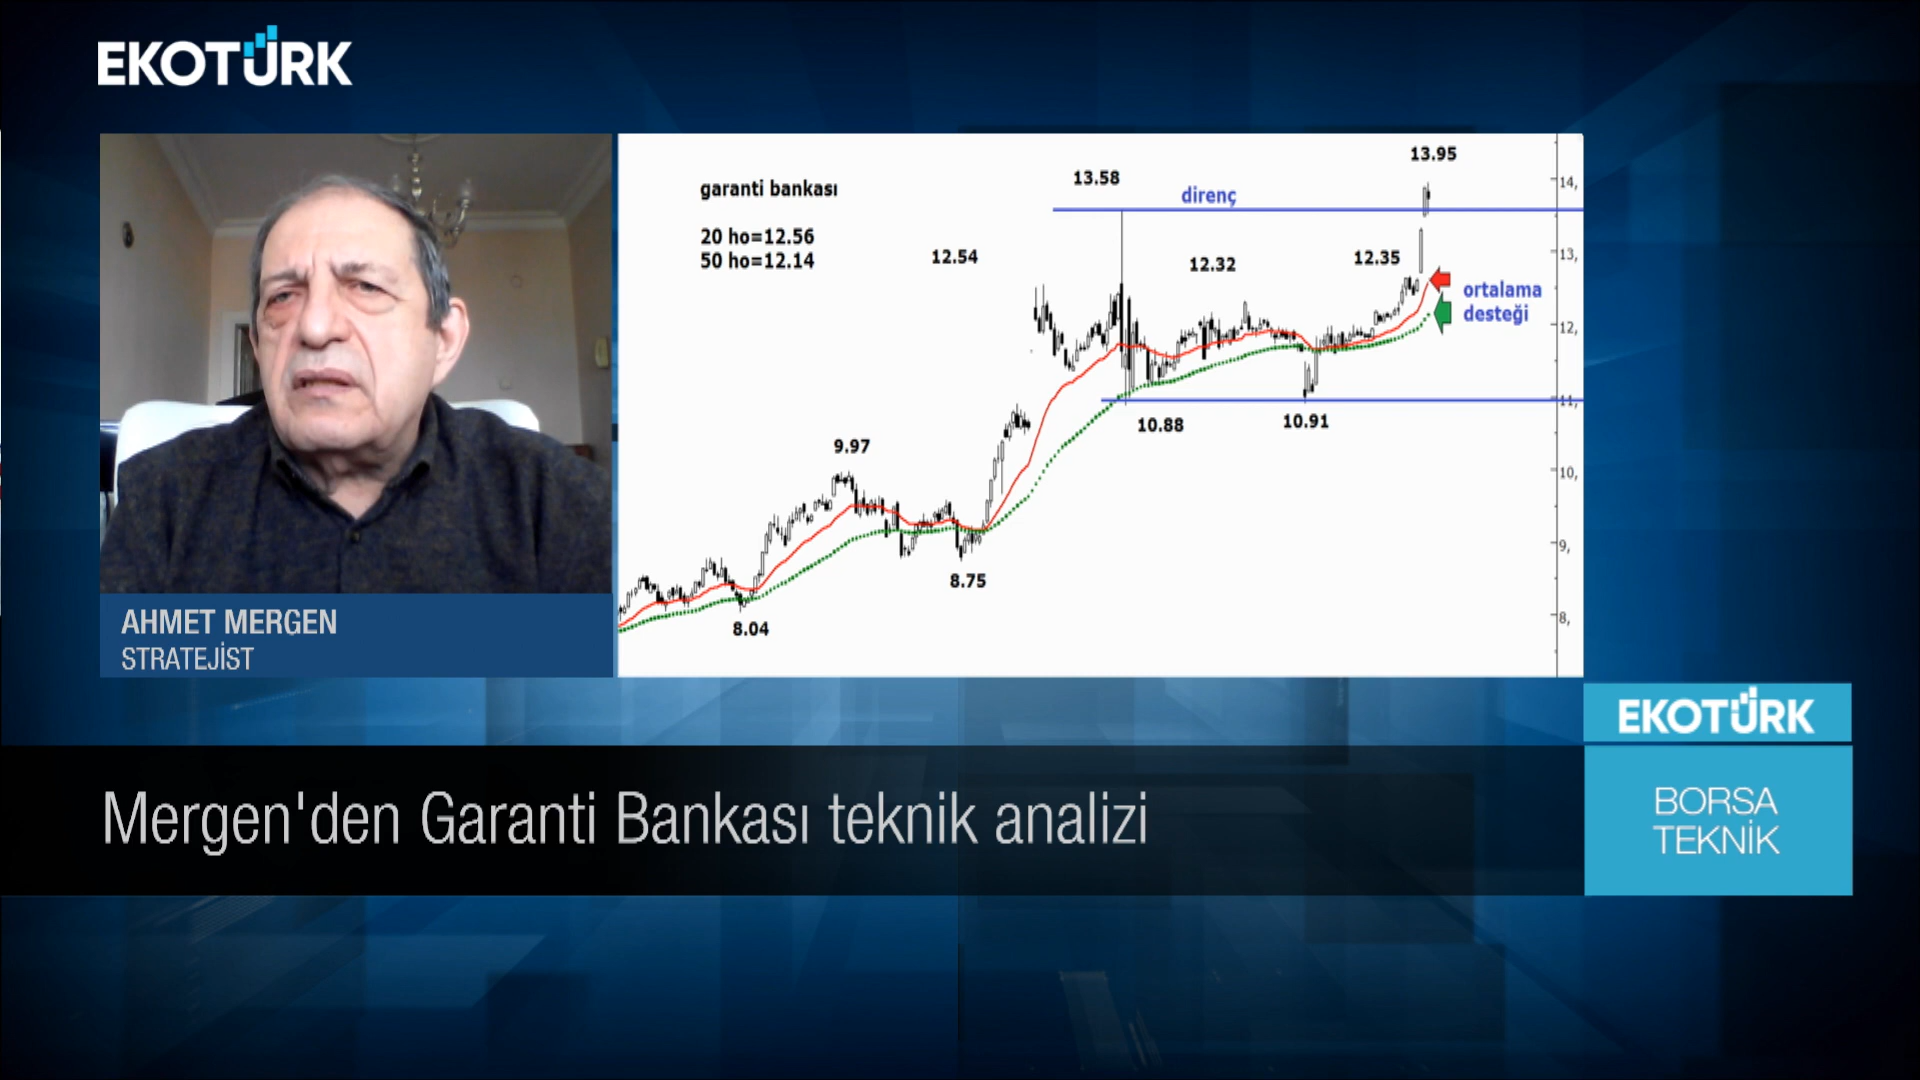 EKOTÜRK
garanti bankası
20 ho=12.56
50 ho=12.14
12.54
13.58
direnç
12.32
12.35
13.95
ortalama
desteği
9.97
8.04
8.75
10.88
10.91
14,
13,
12,
11,
10,
9,
8,
AHMET MERGEN
STRATEJİST
EKOTÜRK
BORSA
TEKNİK
Mergen'den Garanti Bankası teknik analizi